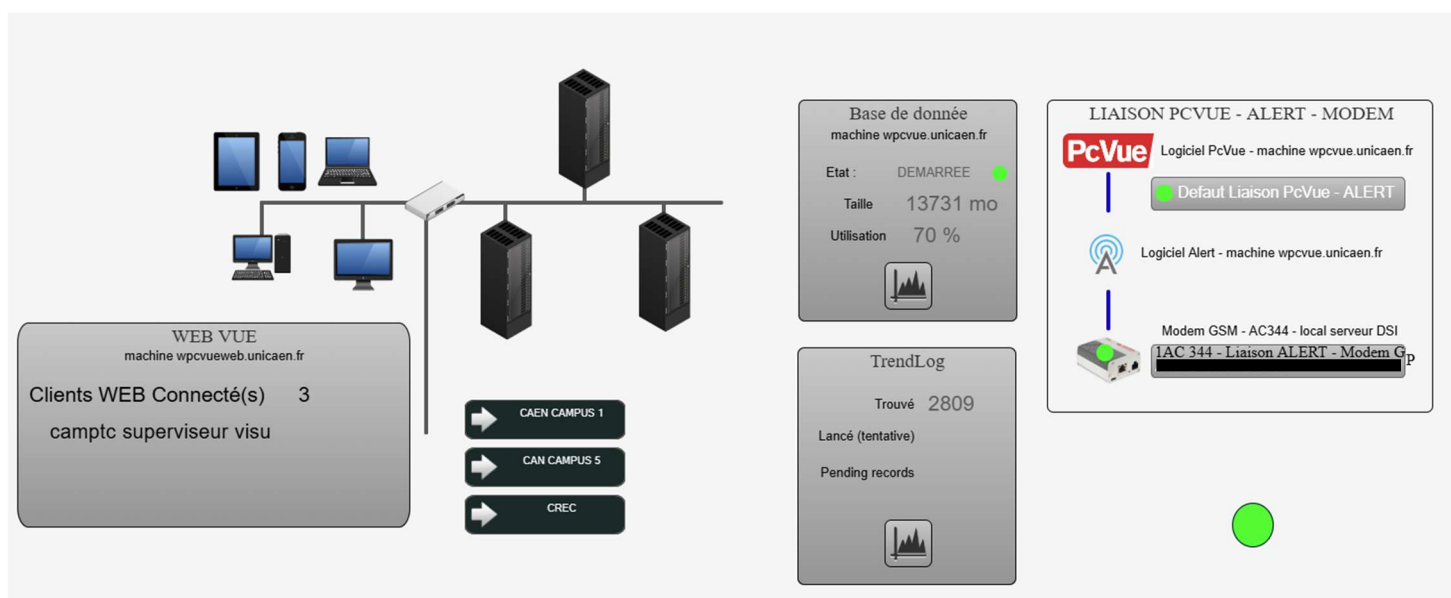 WEB VUE
machine wpcvueweb.unicaen.fr
Clients WEB Connecté(s) 3
camptc superviseur visu
CAEN CAMPUS 1
CAN CAMPUS 5
CREC
Base de donnée
machine wpcvue.unicaen.fr
Etat : DEMARREE
Taille 13731 mo
Utilisation 70 %
TrendLog
Trouvé 2809
Lancé (tentative)
Pending records
LIAISON PCVUE - ALERT - MODEM
PcVue Logiciel PcVue - machine wpcvue.unicaen.fr
Defaut Liaison PcVue - ALERT
Logiciel Alert - machine wpcvue.unicaen.fr
Modem GSM - AC344 - local serveur DSI
1AC 344 - Liaison ALERT - Modem G
P